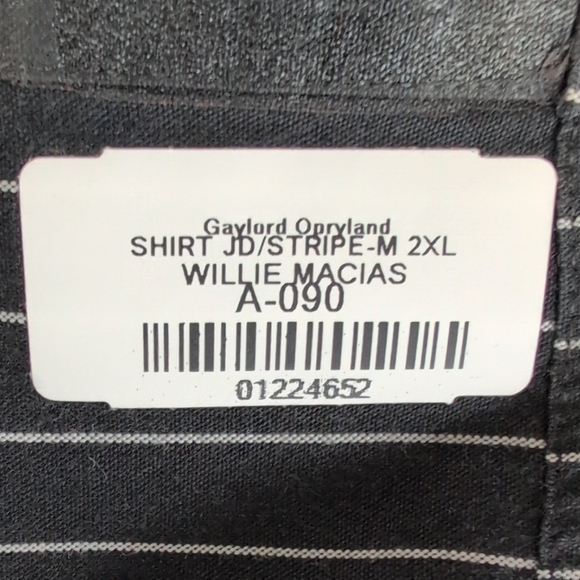 Gaylord Opryland
SHIRT JD/STRIPE-M 2XL
WILLIE MACIAS
A-090
01224652